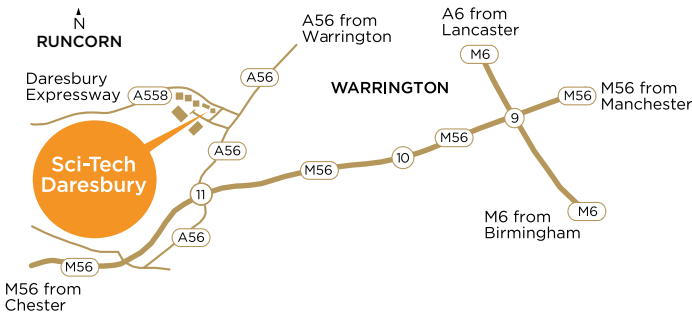 N
RUNCORN
A56 from
Warrington
A6 from
Lancaster
M6
Daresbury
Expressway
A558
A56
WARRINGTON
M56
M56 from
Manchester
9
M56
10
A56
Sci-Tech
Daresbury
M56
11
M6 from
Birmingham
M6
A56
M56
M56 from
Chester